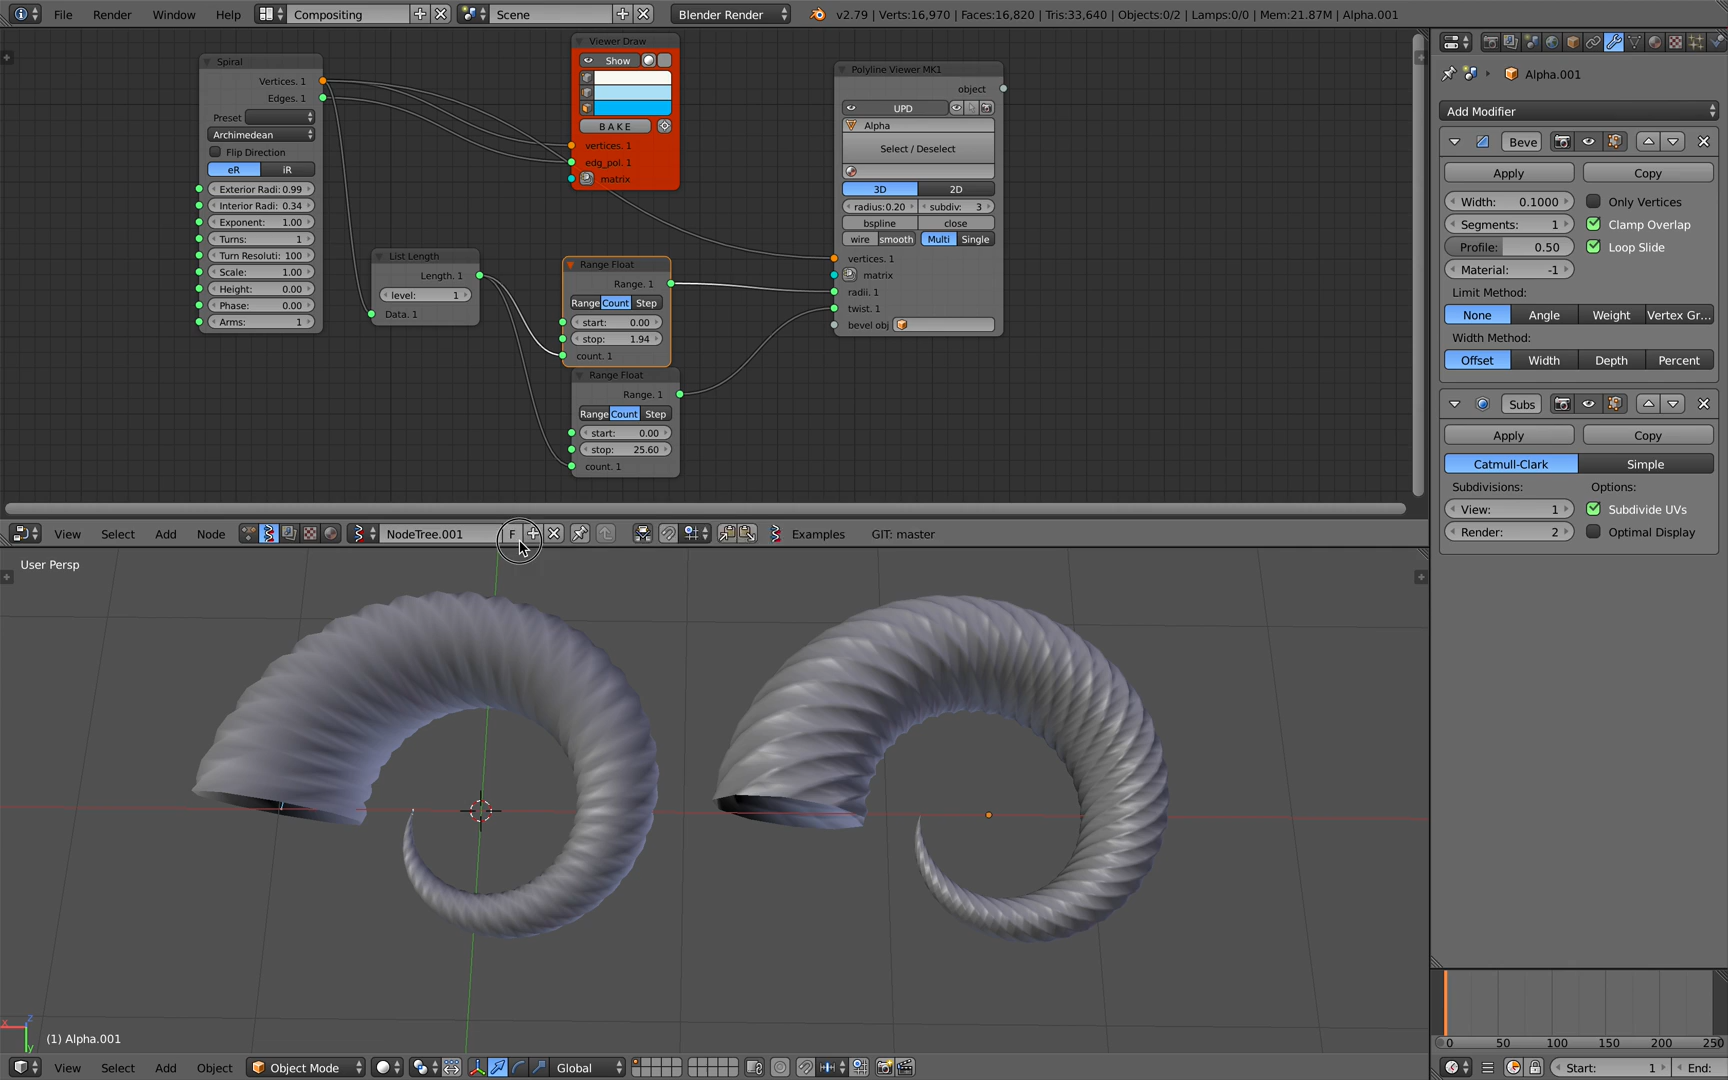 File Render Window Help Compositing Scene Blender Render v2.79 | Verts:16,970 | Faces:16,820 | Tris:33,640 | Objects:0/2 | Lamps:0/0 | Mem:21.87M | Alpha.001
Spiral
Vertices. 1
Edges. 1
Preset
Archimedean
Flip Direction
eR iR
Exterior Radi: 0.99
Interior Radi: 0.34
Exponent: 1.00
Turns: 1
Turn Resoluti: 100
Scale: 1.00
Height: 0.00
Phase: 0.00
Arms: 1
List Length
Length. 1
level: 1
Data. 1
Viewer Draw
Show
BAKE
vertices. 1
edg_pol. 1
matrix
Range Float
Range. 1
Range Count Step
start: 0.00
stop: 1.94
count. 1
Range Float
Range. 1
Range Count Step
start: 0.00
stop: 25.60
count. 1
Polyline Viewer MK1
object
UPD
Alpha
Select / Deselect
3D 2D
radius:0.20 subdiv: 3
bspline close
wire smooth Multi Single
vertices. 1
matrix
radii. 1
twist. 1
bevel obj
Alpha.001
Add Modifier
Beve
Apply Copy
Width: 0.1000 Only Vertices
Segments: 1 Clamp Overlap
Profile: 0.50 Loop Slide
Material: -1
Limit Method:
None Angle Weight Vertex Gr...
Width Method:
Offset Width Depth Percent
Subs
Apply Copy
Catmull-Clark Simple
Subdivisions: Options:
View: 1 Subdivide UVs
Render: 2 Optimal Display
View Select Add Node NodeTree.001 F Examples GIT: master
User Persp
x z
y
(1) Alpha.001
View Select Add Object Object Mode Global
0 50 100 150 200 250
Start: 1 End: